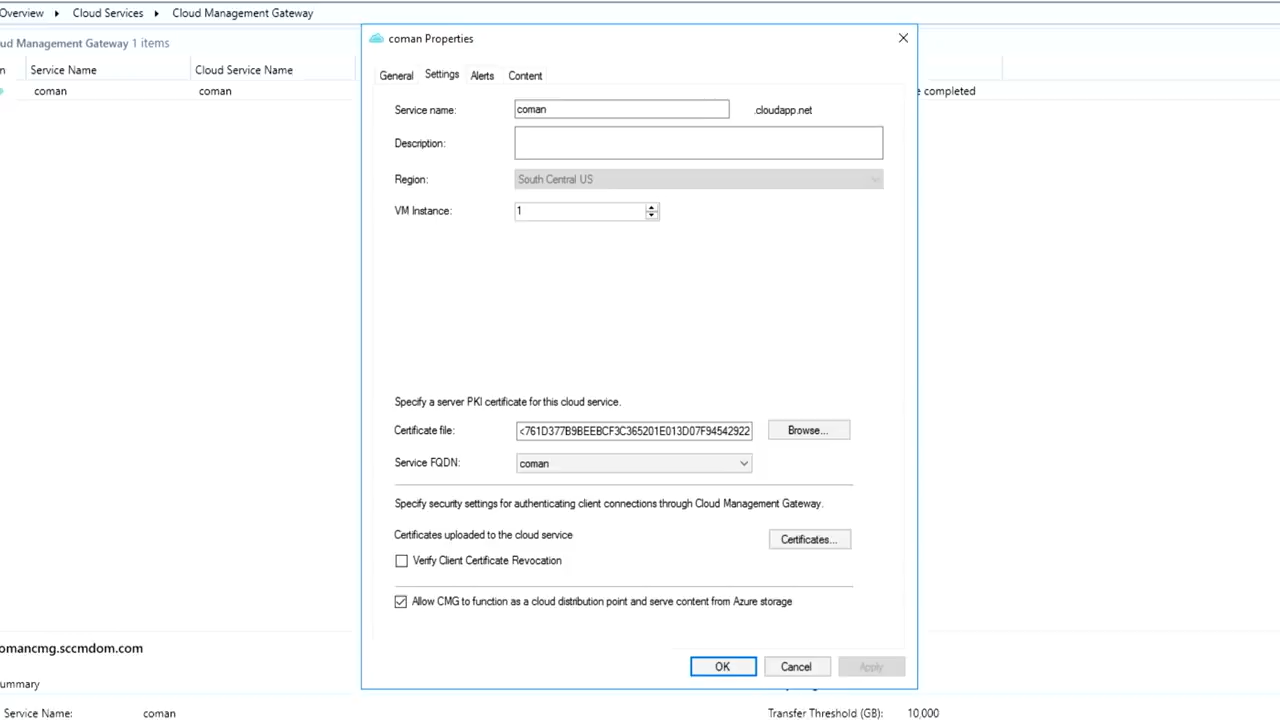 Overview ▸ Cloud Services ▸ Cloud Management Gateway
ud Management Gateway 1 items
n Service Name Cloud Service Name
coman coman e completed
coman Properties
General Settings Alerts Content
Service name: coman .cloudapp.net
Description:
Region: South Central US
VM Instance: 1
Specify a server PKI certificate for this cloud service.
Certificate file: <761D377B9BEEBCF3C365201E013D07F94542922 Browse...
Service FQDN: coman
Specify security settings for authenticating client connections through Cloud Management Gateway.
Certificates uploaded to the cloud service Certificates...
Verify Client Certificate Revocation
Allow CMG to function as a cloud distribution point and serve content from Azure storage
OK Cancel Apply
omancmg.sccmdom.com
ummary
Service Name: coman Transfer Threshold (GB): 10,000